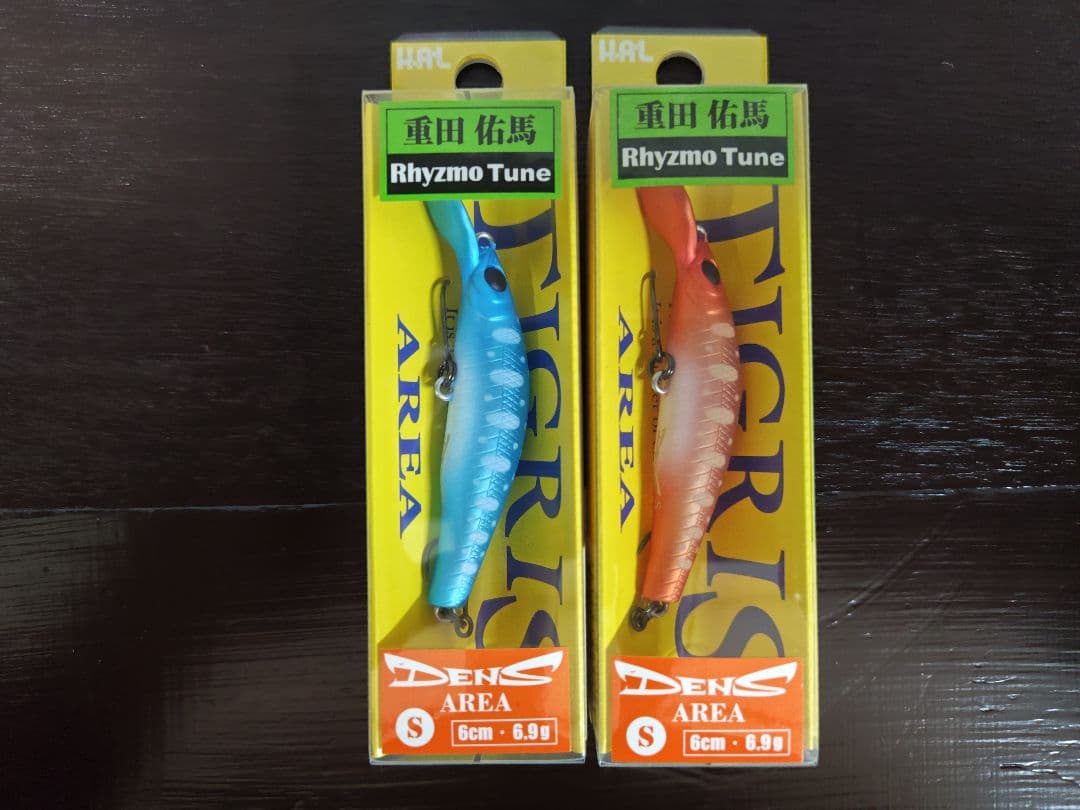 HAL
重田 佑馬
Rhyzmo Tune
TIGRIS
AREA
DENS
AREA
S
6cm・6.9g
HAL
重田 佑馬
Rhyzmo Tune
TIGRIS
AREA
DENS
AREA
S
6cm・6.9g